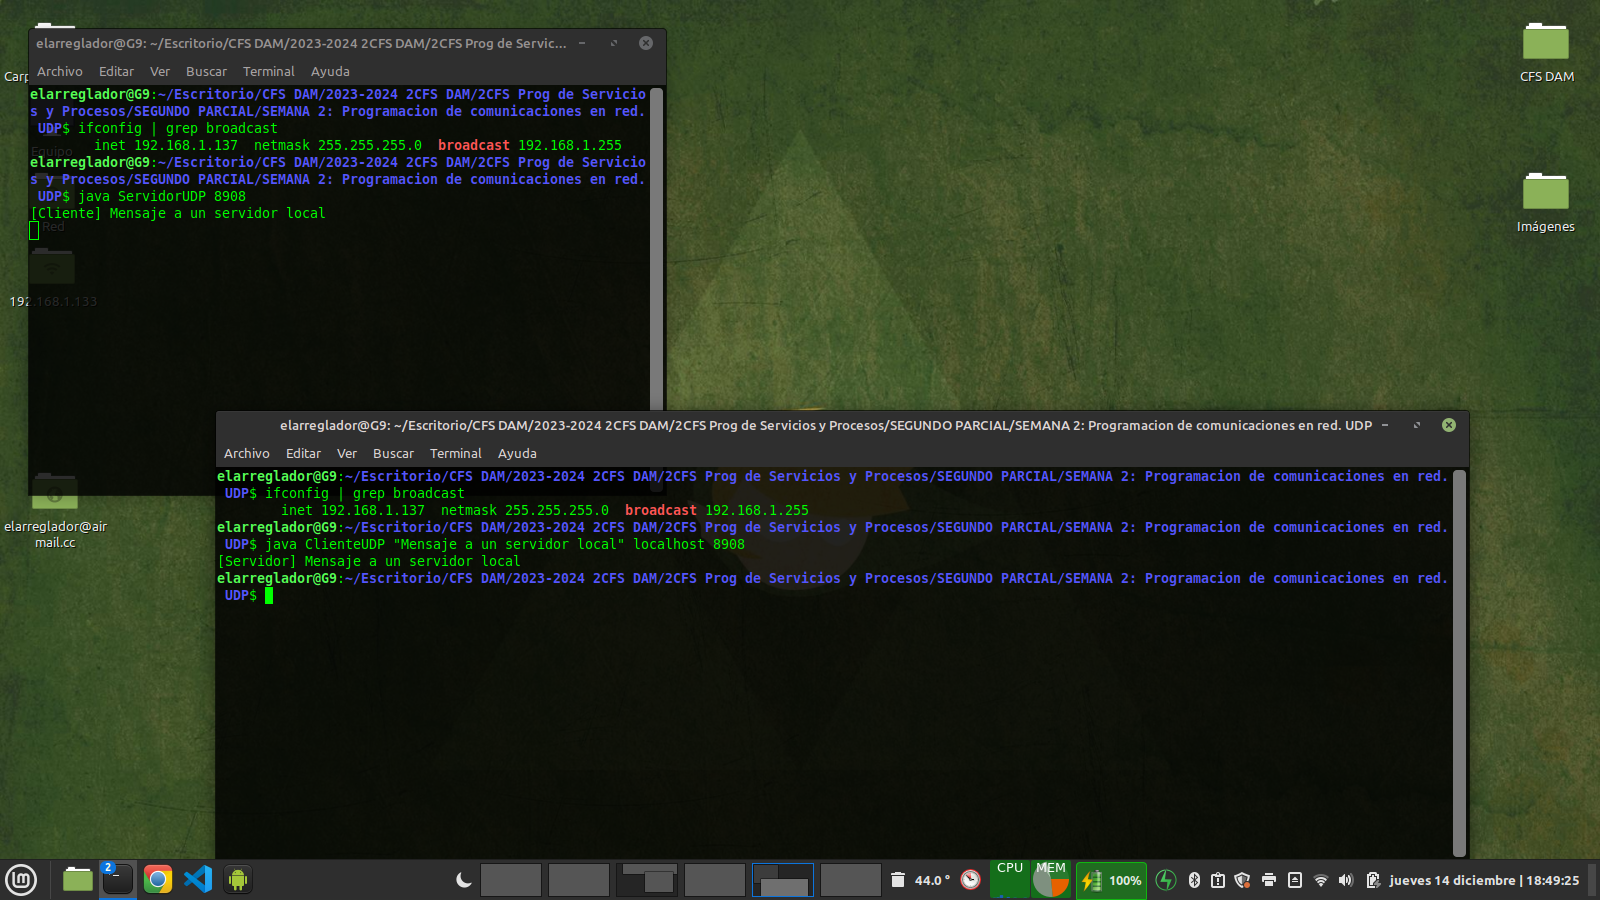 elarreglador@G9: ~/Escritorio/CFS DAM/2023-2024 2CFS DAM/2CFS Prog de Servic...
Archivo Editar Ver Buscar Terminal Ayuda
elarreglador@G9:~/Escritorio/CFS DAM/2023-2024 2CFS DAM/2CFS Prog de Servicio
s y Procesos/SEGUNDO PARCIAL/SEMANA 2: Programacion de comunicaciones en red.
UDP$ ifconfig | grep broadcast
inet 192.168.1.137  netmask 255.255.255.0  broadcast 192.168.1.255
elarreglador@G9:~/Escritorio/CFS DAM/2023-2024 2CFS DAM/2CFS Prog de Servicio
s y Procesos/SEGUNDO PARCIAL/SEMANA 2: Programacion de comunicaciones en red.
UDP$ java ServidorUDP 8908
[Cliente] Mensaje a un servidor local
Carp
Equipo
Red
192.168.1.133
elarreglador@air
mail.cc
CFS DAM
Imágenes
elarreglador@G9: ~/Escritorio/CFS DAM/2023-2024 2CFS DAM/2CFS Prog de Servicios y Procesos/SEGUNDO PARCIAL/SEMANA 2: Programacion de comunicaciones en red. UDP
Archivo Editar Ver Buscar Terminal Ayuda
elarreglador@G9:~/Escritorio/CFS DAM/2023-2024 2CFS DAM/2CFS Prog de Servicios y Procesos/SEGUNDO PARCIAL/SEMANA 2: Programacion de comunicaciones en red.
UDP$ ifconfig | grep broadcast
inet 192.168.1.137  netmask 255.255.255.0  broadcast 192.168.1.255
elarreglador@G9:~/Escritorio/CFS DAM/2023-2024 2CFS DAM/2CFS Prog de Servicios y Procesos/SEGUNDO PARCIAL/SEMANA 2: Programacion de comunicaciones en red.
UDP$ java ClienteUDP "Mensaje a un servidor local" localhost 8908
[Servidor] Mensaje a un servidor local
elarreglador@G9:~/Escritorio/CFS DAM/2023-2024 2CFS DAM/2CFS Prog de Servicios y Procesos/SEGUNDO PARCIAL/SEMANA 2: Programacion de comunicaciones en red.
UDP$
2
44.0 °
CPU
MEM
100%
jueves 14 diciembre | 18:49:25